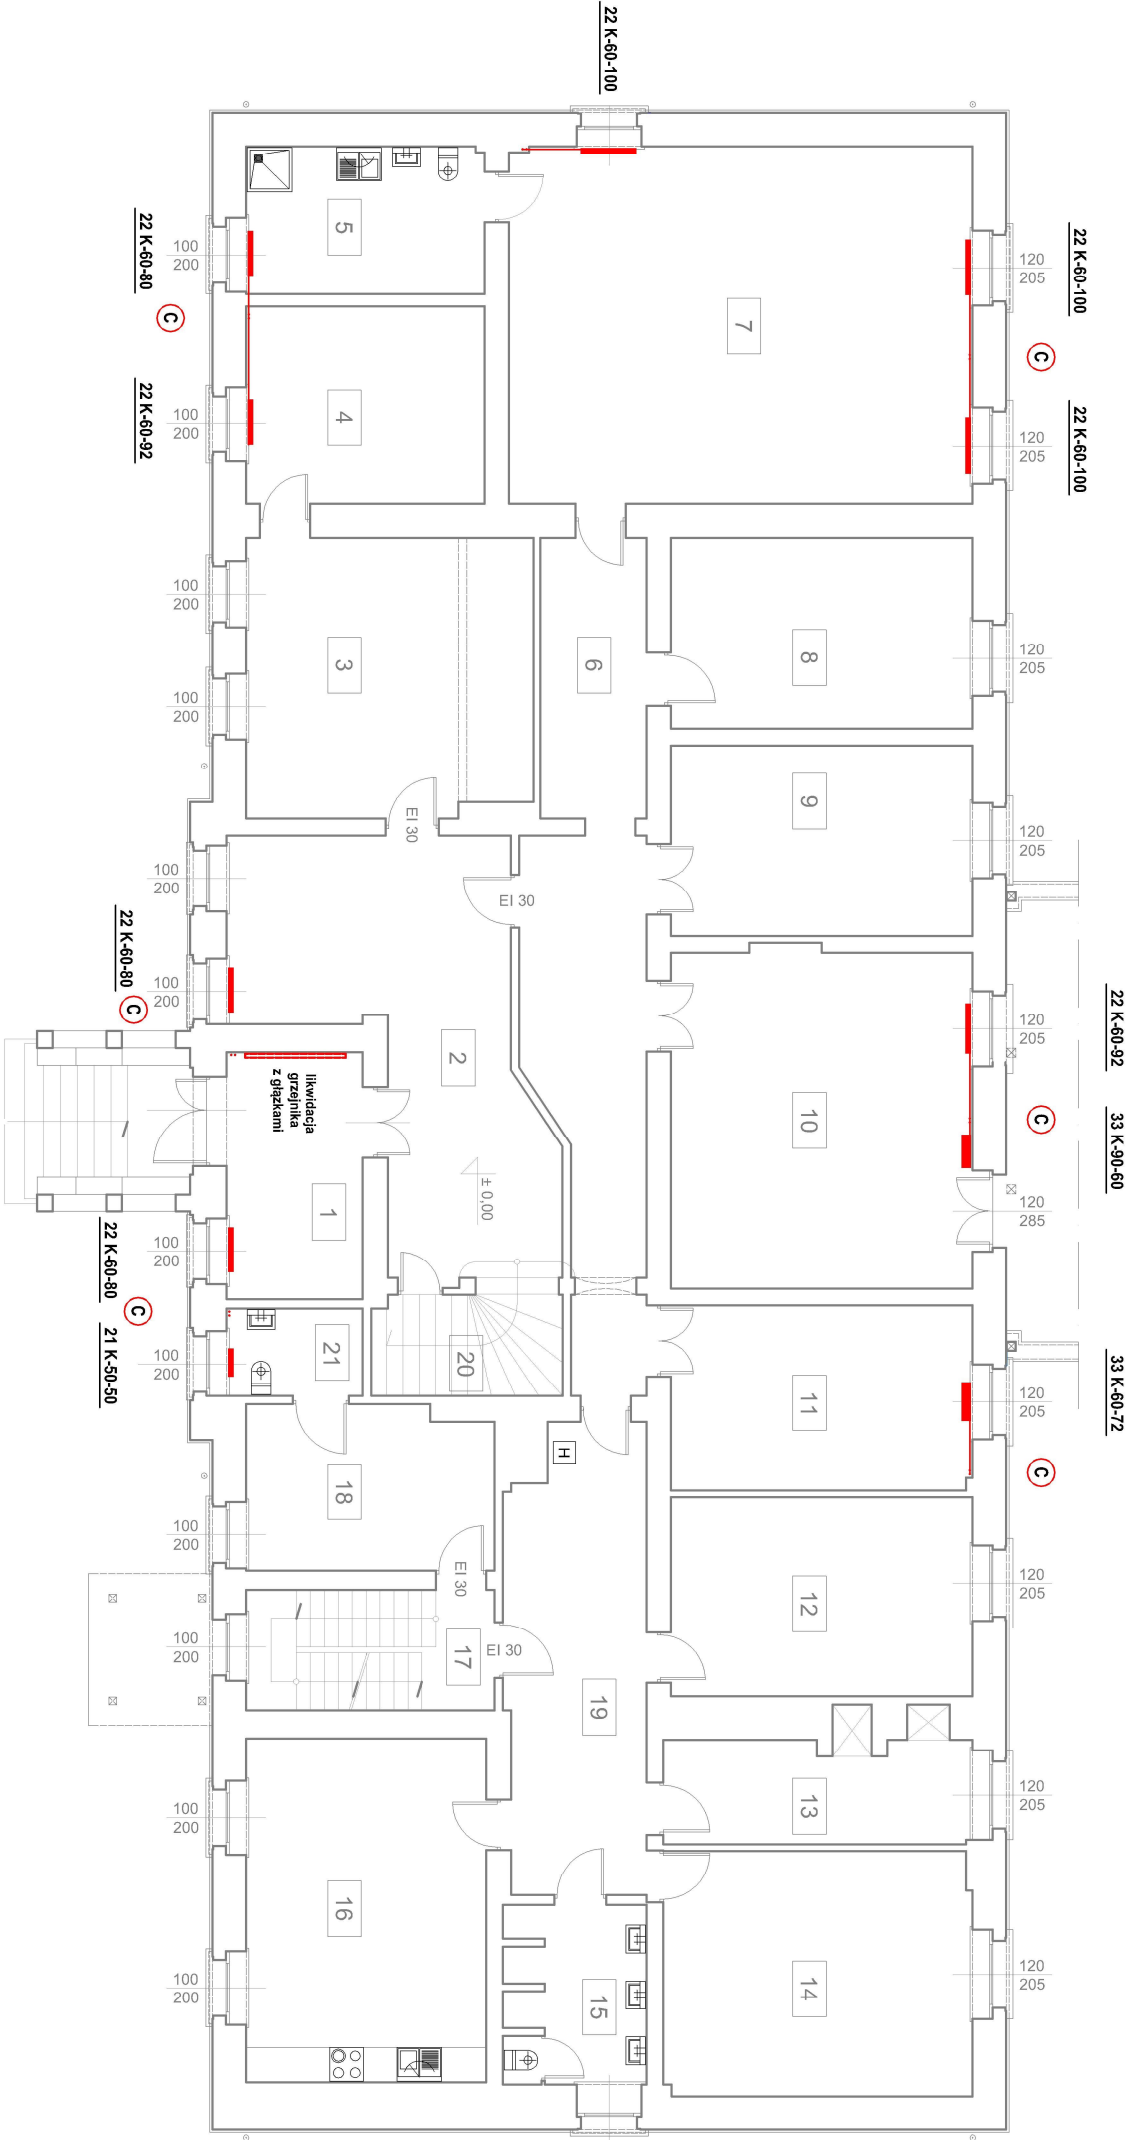 22 K-60-100
22 K-60-100
22 K-60-100
22 K-60-80
22 K-60-92
C
C
100
200
120
205
5
7
100
200
4
120
205
100
200
3
6
8
120
205
100
200
9
EI 30
120
205
100
200
EI 30
22 K-60-80
C
100
200
2
22 K-60-92
120
205
likwidacja
grzejnika
z głązkami
10
C
33 K-90-60
± 0,00
1
120
285
22 K-60-80
100
200
C
21 K-50-50
100
200
21
20
11
120
205
33 K-60-72
C
H
18
100
200
EI 30
12
120
205
100
200
17
EI 30
19
13
120
205
100
200
16
15
14
120
205
100
200